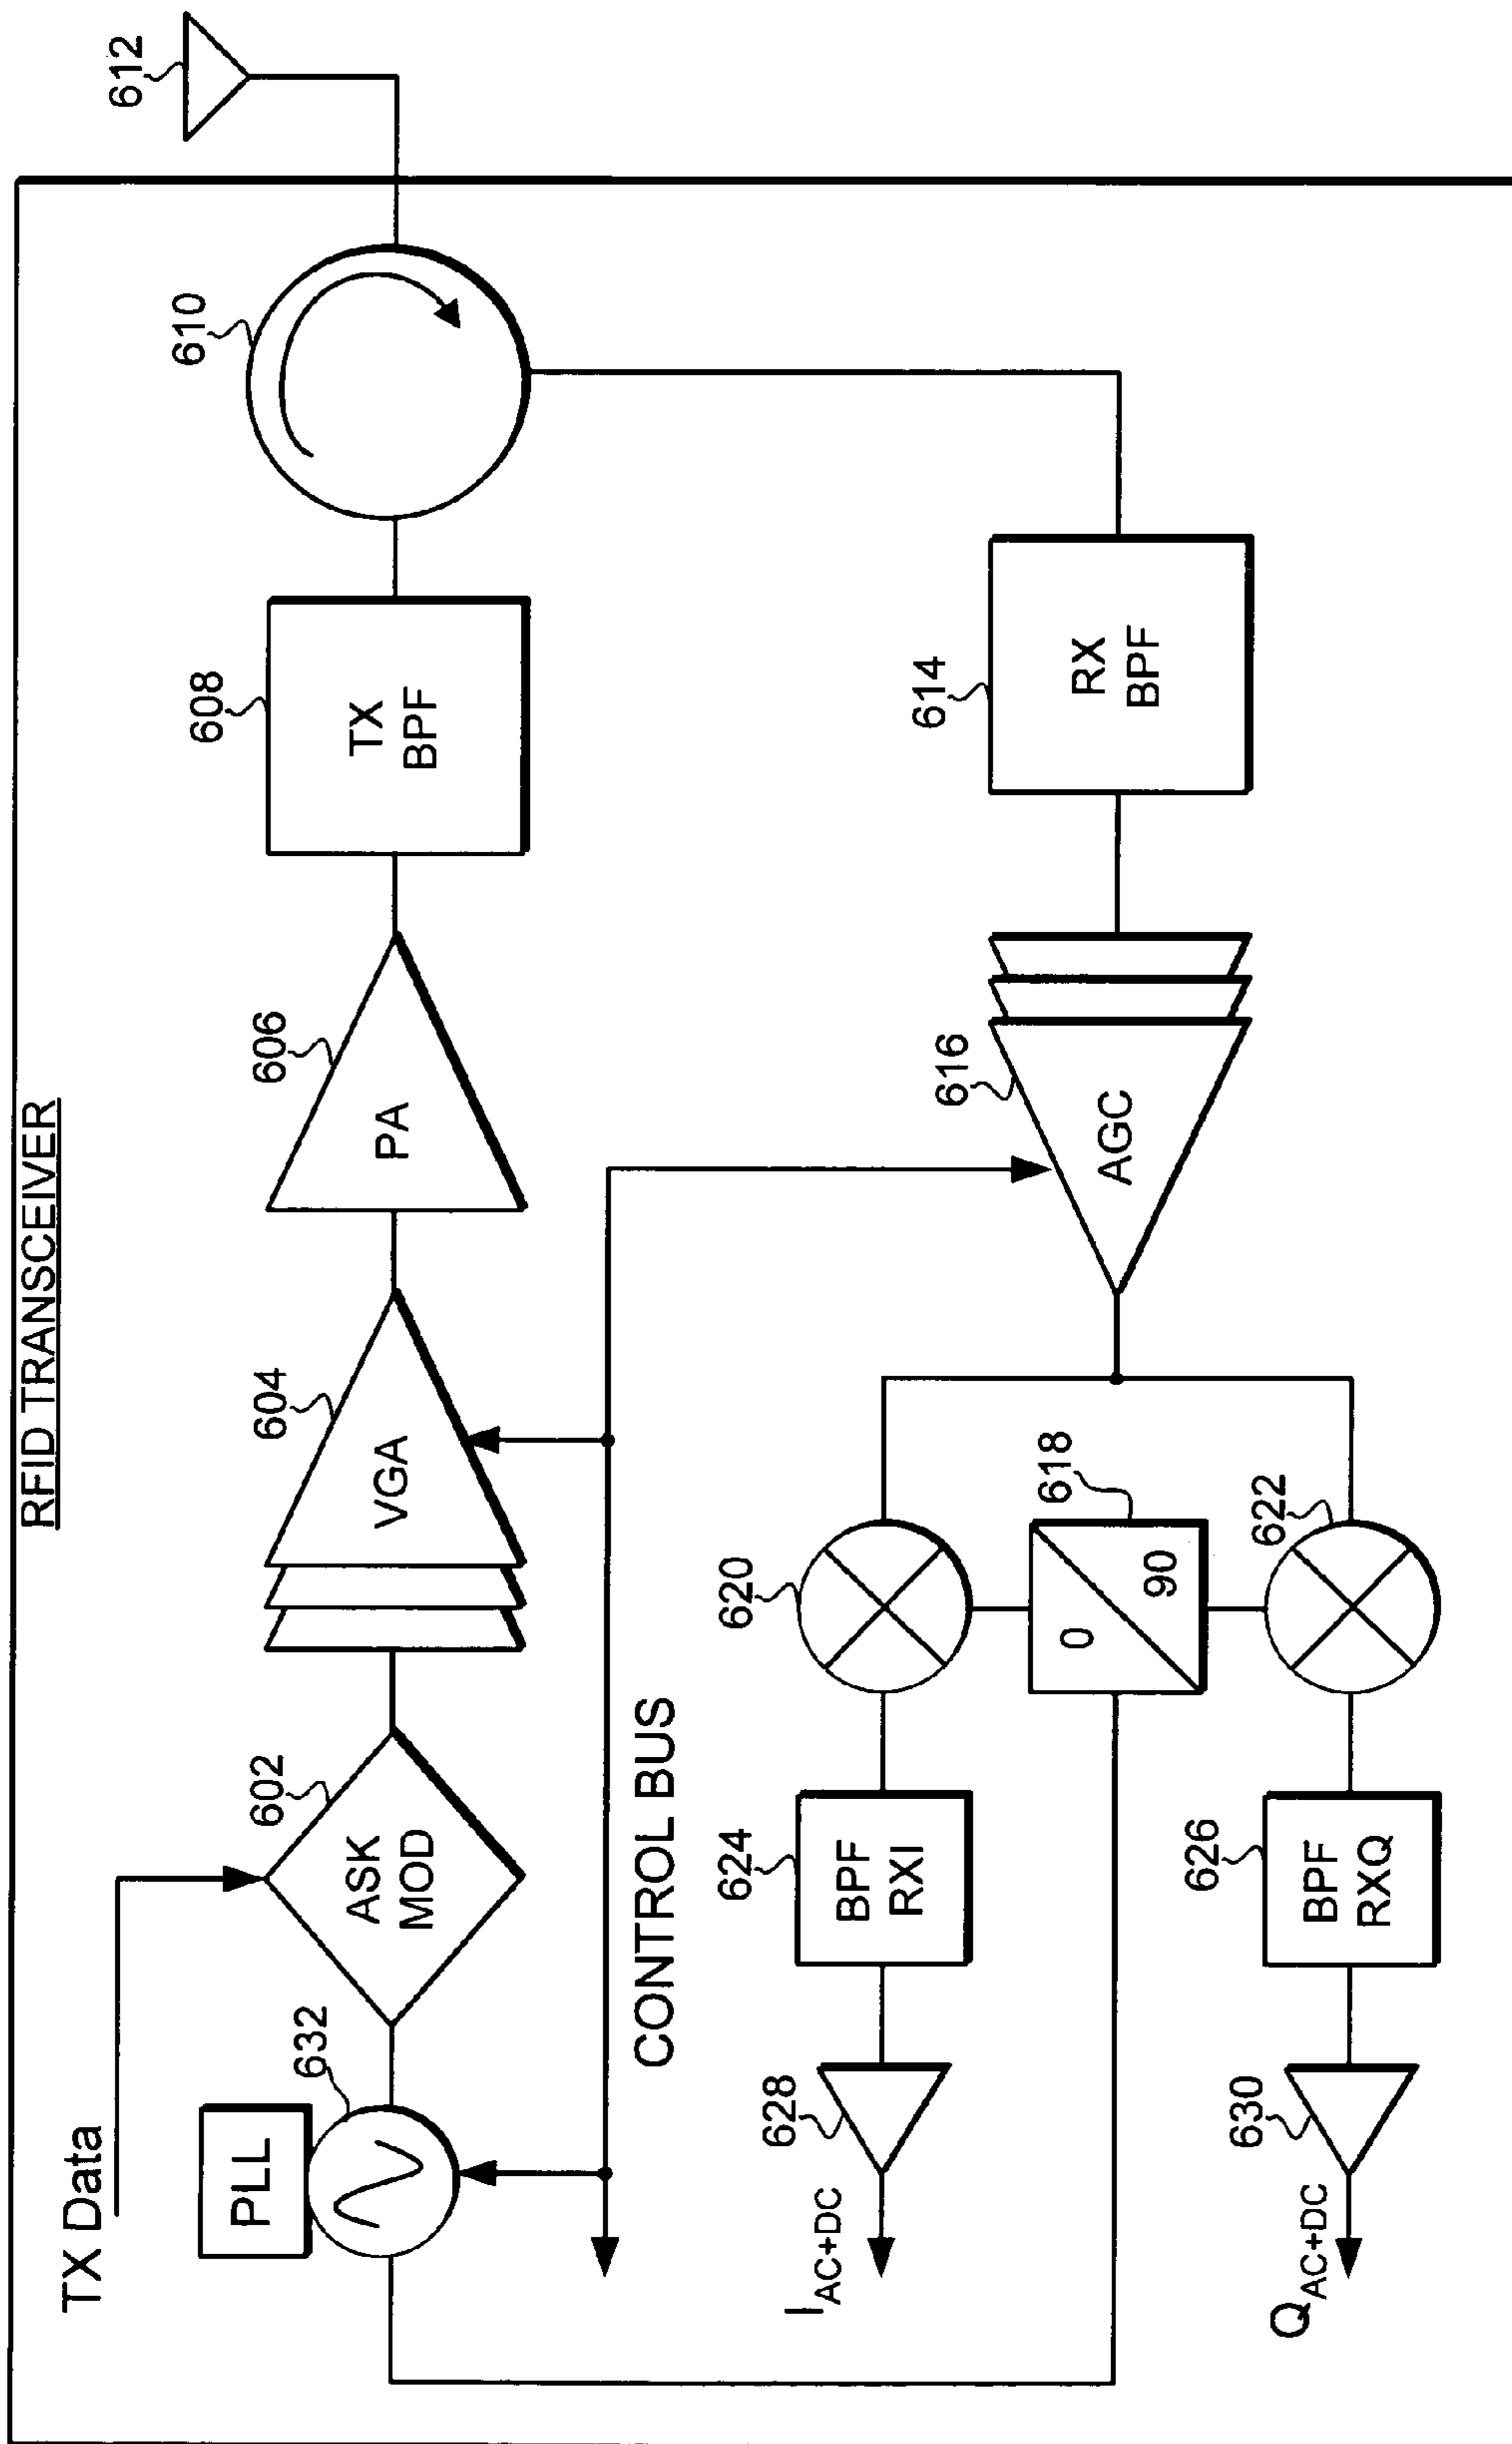 RFID TRANSCEIVER
TX Data
PLL
632
ASK
MOD
602
VGA
604
PA
606
TX
BPF
608
610
612
CONTROL BUS
RX
BPF
614
AGC
616
0
90
618
620
622
BPF
RXI
624
BPF
RXQ
626
628
630
I AC+DC
Q AC+DC